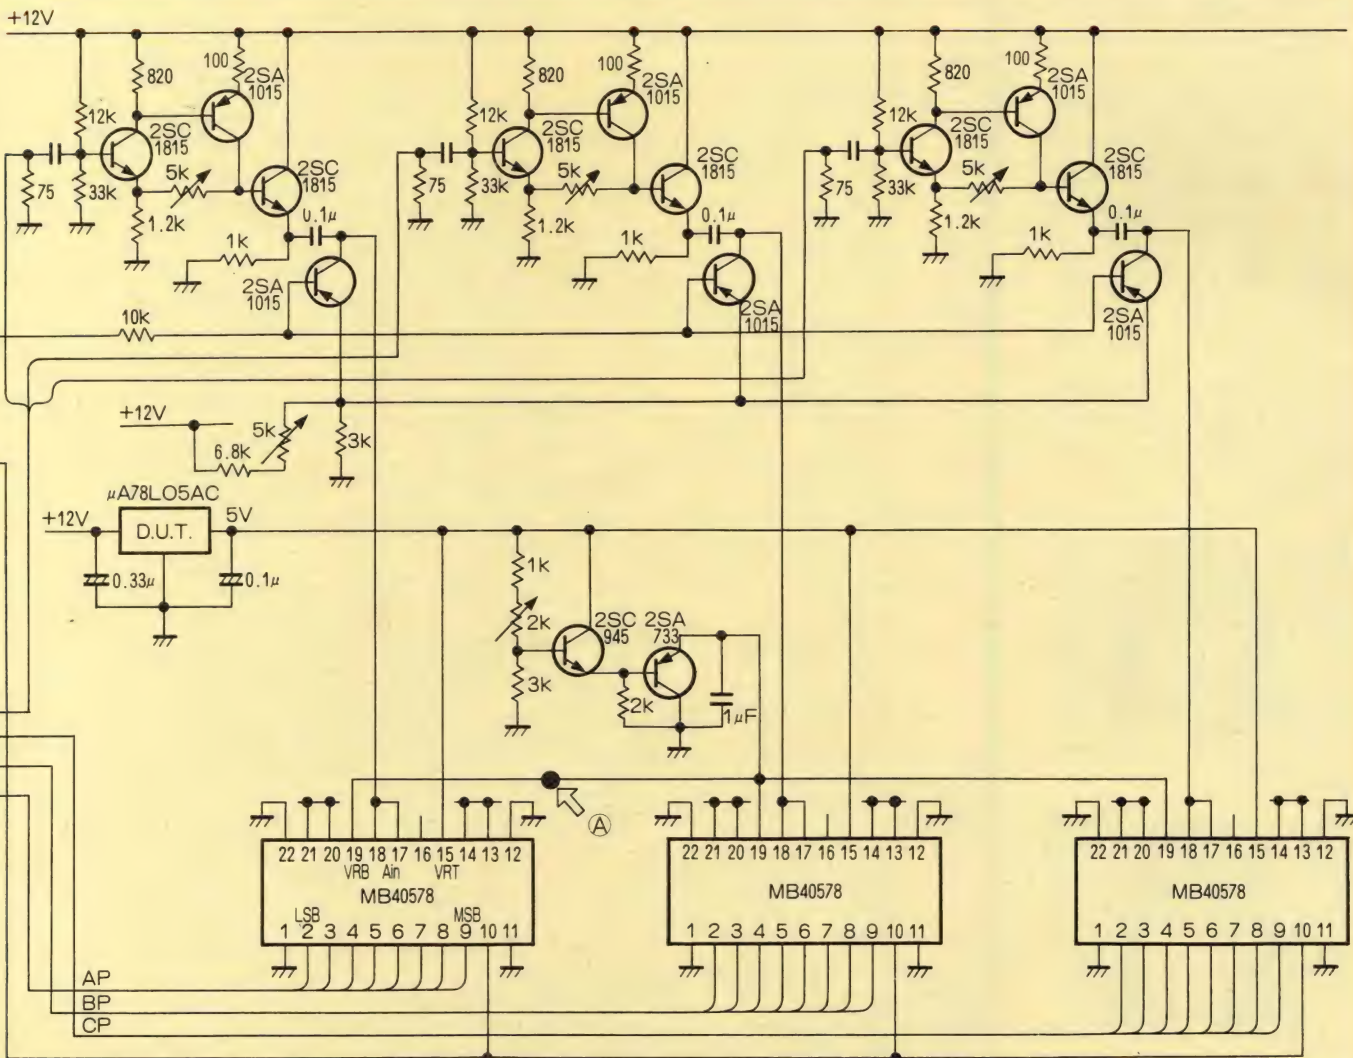 +12V
820
100
2SA
1015
12k
2SC
1815
5k
2SC
1815
75
33k
1.2k
0.1μ
1k
2SA
1015
820
100
2SA
1015
12k
2SC
1815
5k
2SC
1815
75
33k
1.2k
0.1μ
1k
2SA
1015
820
100
2SA
1015
12k
2SC
1815
5k
2SC
1815
75
33k
1.2k
0.1μ
1k
2SA
1015
10k
+12V
5k
6.8k
3k
μA78L05AC
+12V
D.U.T.
5V
0.33μ
0.1μ
1k
2k
2SC
945
2SA
733
3k
2k
1μF
Ⓐ
22 21 20 19 18 17 16 15 14 13 12
VRB Ain VRT
MB40578
LSB MSB
1 2 3 4 5 6 7 8 9 10 11
22 21 20 19 18 17 16 15 14 13 12
MB40578
1 2 3 4 5 6 7 8 9 10 11
22 21 20 19 18 17 16 15 14 13 12
MB40578
1 2 3 4 5 6 7 8 9 10 11
AP
BP
CP